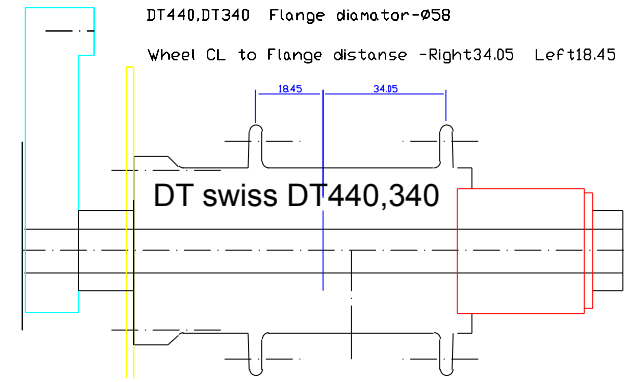 DT440,DT340 Flange diamator-Ø58
Wheel CL to Flange distanse -Right34.05 Left18.45
18.45 34.05
DT swiss DT440,340